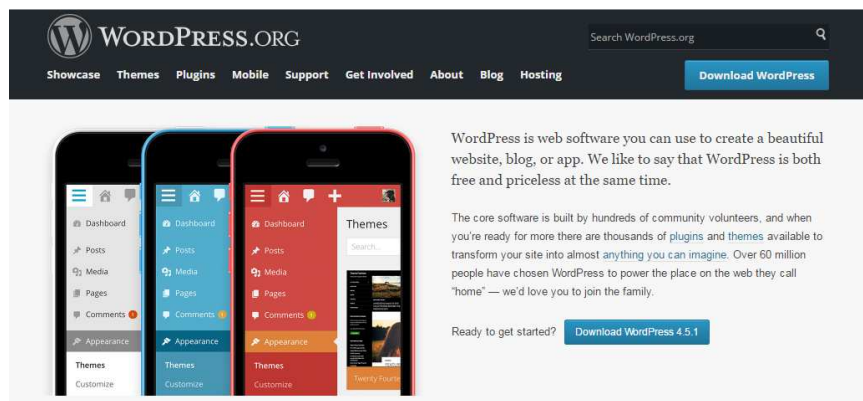 WORDPRESS.ORG
Search WordPress.org
Showcase Themes Plugins Mobile Support Get Involved About Blog Hosting
Download WordPress
WordPress is web software you can use to create a beautiful
website, blog, or app. We like to say that WordPress is both
free and priceless at the same time.
The core software is built by hundreds of community volunteers, and when
you're ready for more there are thousands of plugins and themes available to
transform your site into almost anything you can imagine. Over 60 million
people have chosen WordPress to power the place on the web they call
"home" — we'd love you to join the family.
Ready to get started? Download WordPress 4.5.1
Dashboard
Posts
Media
Pages
Comments
Appearance
Themes
Customize
Dashboard
Posts
Media
Pages
Comments
Appearance
Themes
Customize
Dashboard
Posts
Media
Pages
Comments
Appearance
Themes
Customize
Themes
Search...
Twenty Fourte